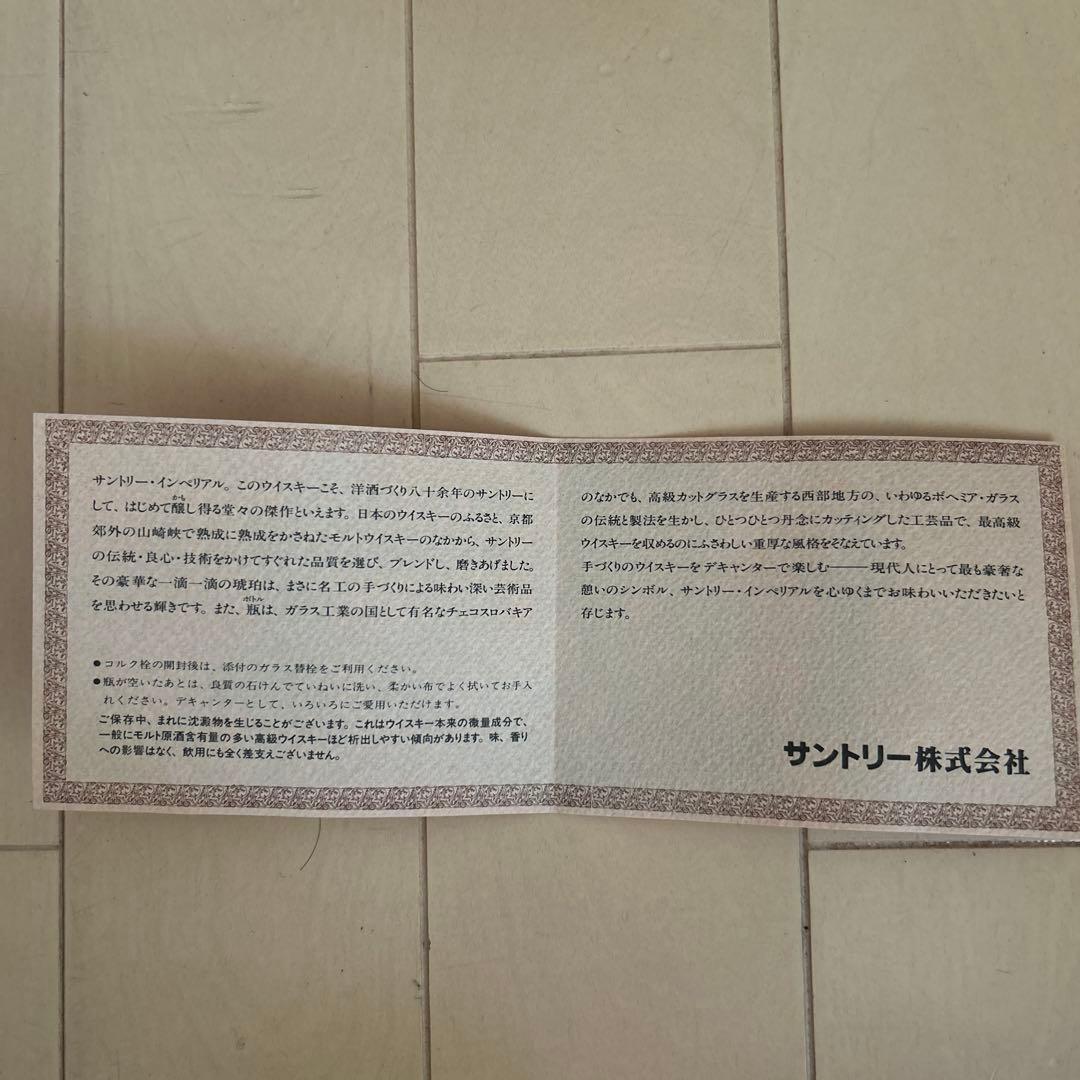 サントリー・インペリアル。このウイスキーこそ、洋酒づくり八十余年のサントリーに
して、はじめて醸し得る堂々の傑作といえます。日本のウイスキーのふるさと、京都
郊外の山崎峡で熟成に熟成をかさねたモルトウイスキーのなかから、サントリー
の伝統・良心・技術をかけてすぐれた品質を選び、ブレンドし、磨きあげました。
その豪華な一滴一滴の琥珀は、まさに名工の手づくりによる味わい深い芸術品
を思わせる輝きです。また、瓶は、ガラス工業の国として有名なチェコスロバキア
●コルク栓の開封後は、添付のガラス替栓をご利用ください。
●瓶が空いたあとは、良質の石けんでていねいに洗い、柔かい布でよく拭いてお手入
れください。デキャンターとして、いろいろにご愛用いただけます。
ご保存中、まれに沈澱物を生じることがございます。これはウイスキー本来の微量成分で、
一般にモルト原酒含有量の多い高級ウイスキーほど析出しやすい傾向があります。味、香り
への影響はなく、飲用にも全く差支えございません。
のなかでも、高級カットグラスを生産する西部地方の、いわゆるボヘミア・ガラス
の伝統と製法を生かし、ひとつひとつ丹念にカッティングした工芸品で、最高級
ウイスキーを収めるのにふさわしい重厚な風格をそなえています。
手づくりのウイスキーをデキャンターで楽しむ───現代人にとって最も豪奢な
憩いのシンボル、サントリー・インペリアルを心ゆくまでお味わいいただきたいと
存じます。
サントリー株式会社